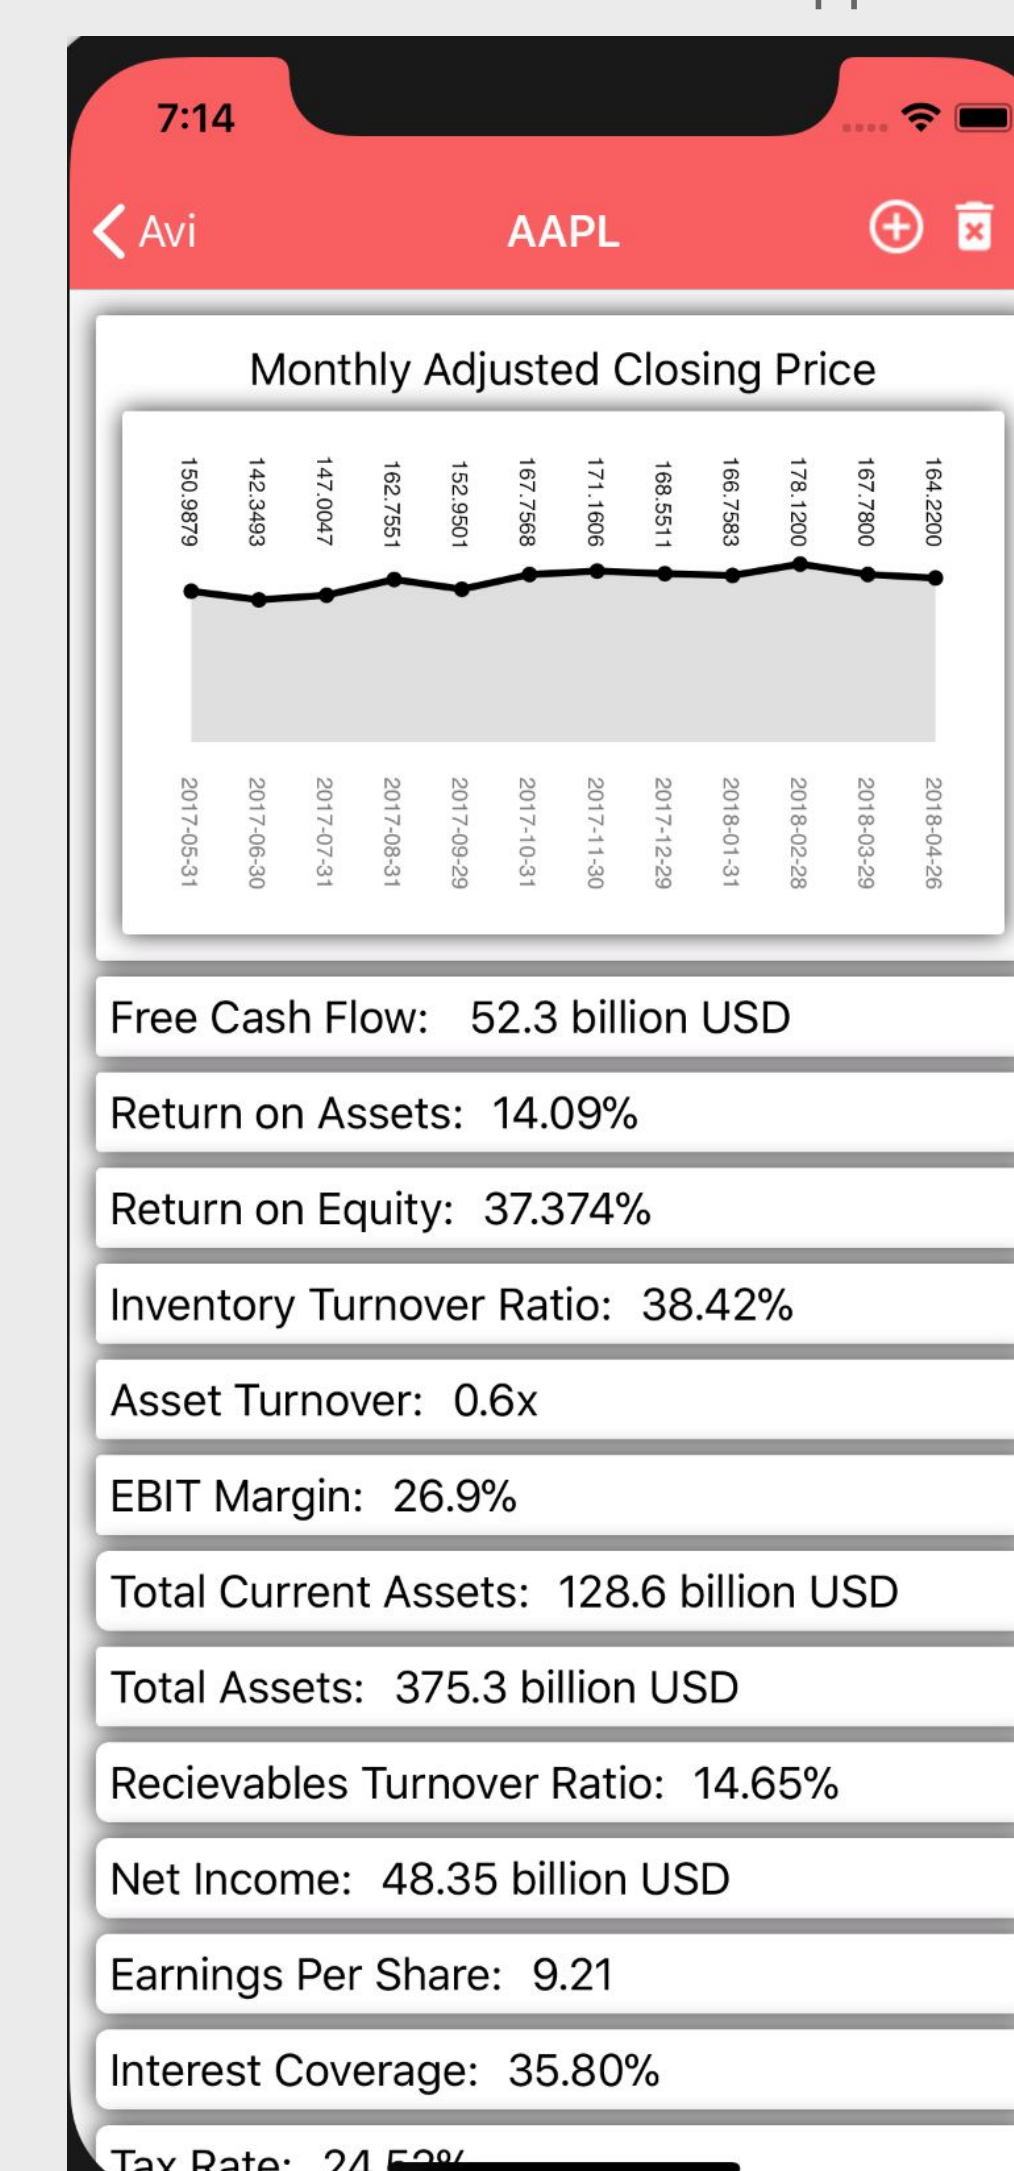 7:14
Avi
AAPL
Monthly Adjusted Closing Price
150.9879
142.3493
147.0047
162.7551
152.9501
167.7568
171.1606
168.5511
166.7583
178.1200
167.7800
164.2200
2017-05-31
2017-06-30
2017-07-31
2017-08-31
2017-09-29
2017-10-31
2017-11-30
2017-12-29
2018-01-31
2018-02-28
2018-03-29
2018-04-26
Free Cash Flow: 52.3 billion USD
Return on Assets: 14.09%
Return on Equity: 37.374%
Inventory Turnover Ratio: 38.42%
Asset Turnover: 0.6x
EBIT Margin: 26.9%
Total Current Assets: 128.6 billion USD
Total Assets: 375.3 billion USD
Recievables Turnover Ratio: 14.65%
Net Income: 48.35 billion USD
Earnings Per Share: 9.21
Interest Coverage: 35.80%
Tax Rate: